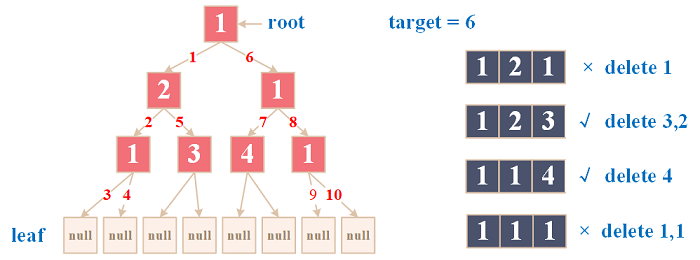 1 root target = 6
1 6
1 2 1 × delete 1
2 1
2 5 7 8
1 2 3 √ delete 3,2
1 3 4 1
1 1 4 √ delete 4
3 4 9 10
leaf null null null null null null null null
1 1 1 × delete 1,1